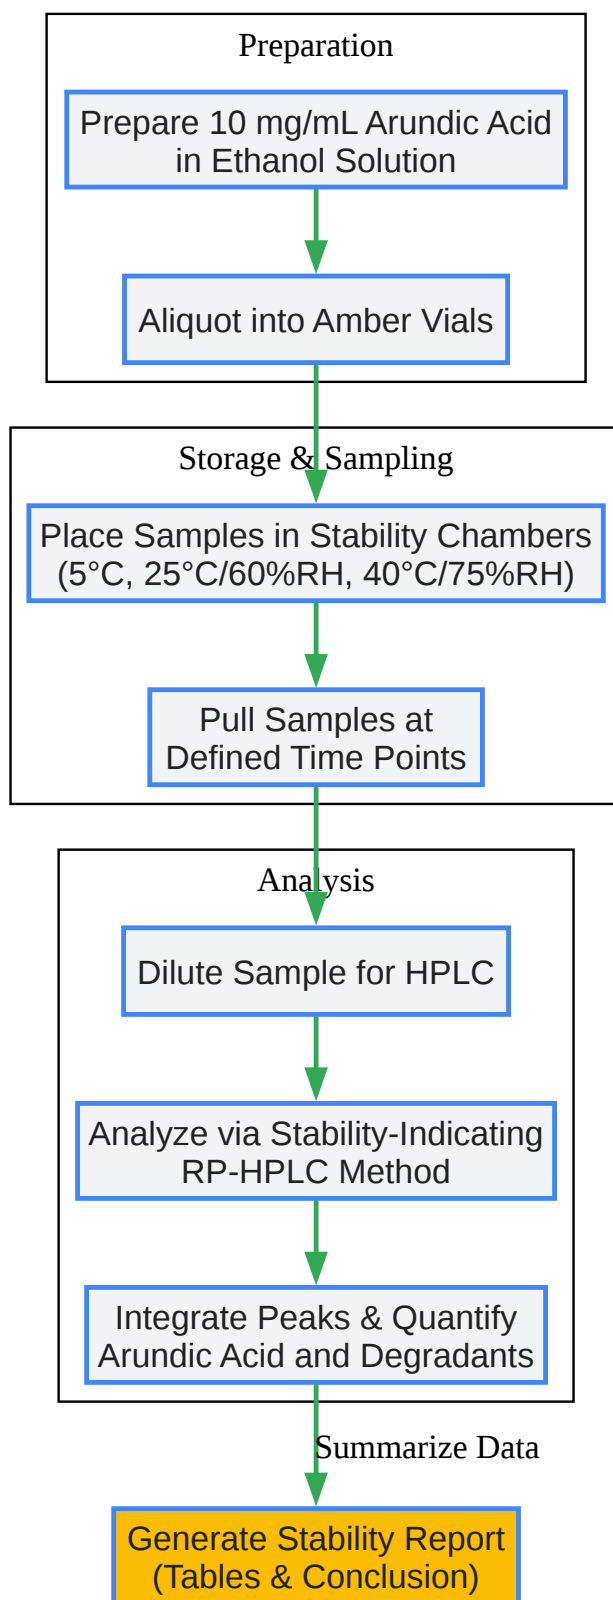 Preparation
Prepare 10 mg/mL Arundic Acid
in Ethanol Solution
Aliquot into Amber Vials
Storage & Sampling
Place Samples in Stability Chambers
(5°C, 25°C/60%RH, 40°C/75%RH)
Pull Samples at
Defined Time Points
Analysis
Dilute Sample for HPLC
Analyze via Stability-Indicating
RP-HPLC Method
Integrate Peaks & Quantify
Arundic Acid and Degradants
Summarize Data
Generate Stability Report
(Tables & Conclusion)